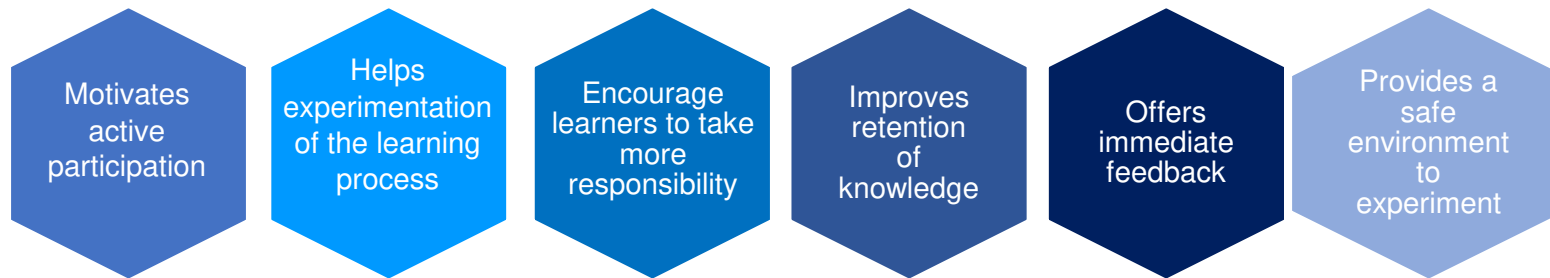 Motivates
active
participation
Helps
experimentation
of the learning
process
Encourage
learners to take
more
responsibility
Improves
retention
of
knowledge
Offers
immediate
feedback
Provides a
safe
environment
to
experiment